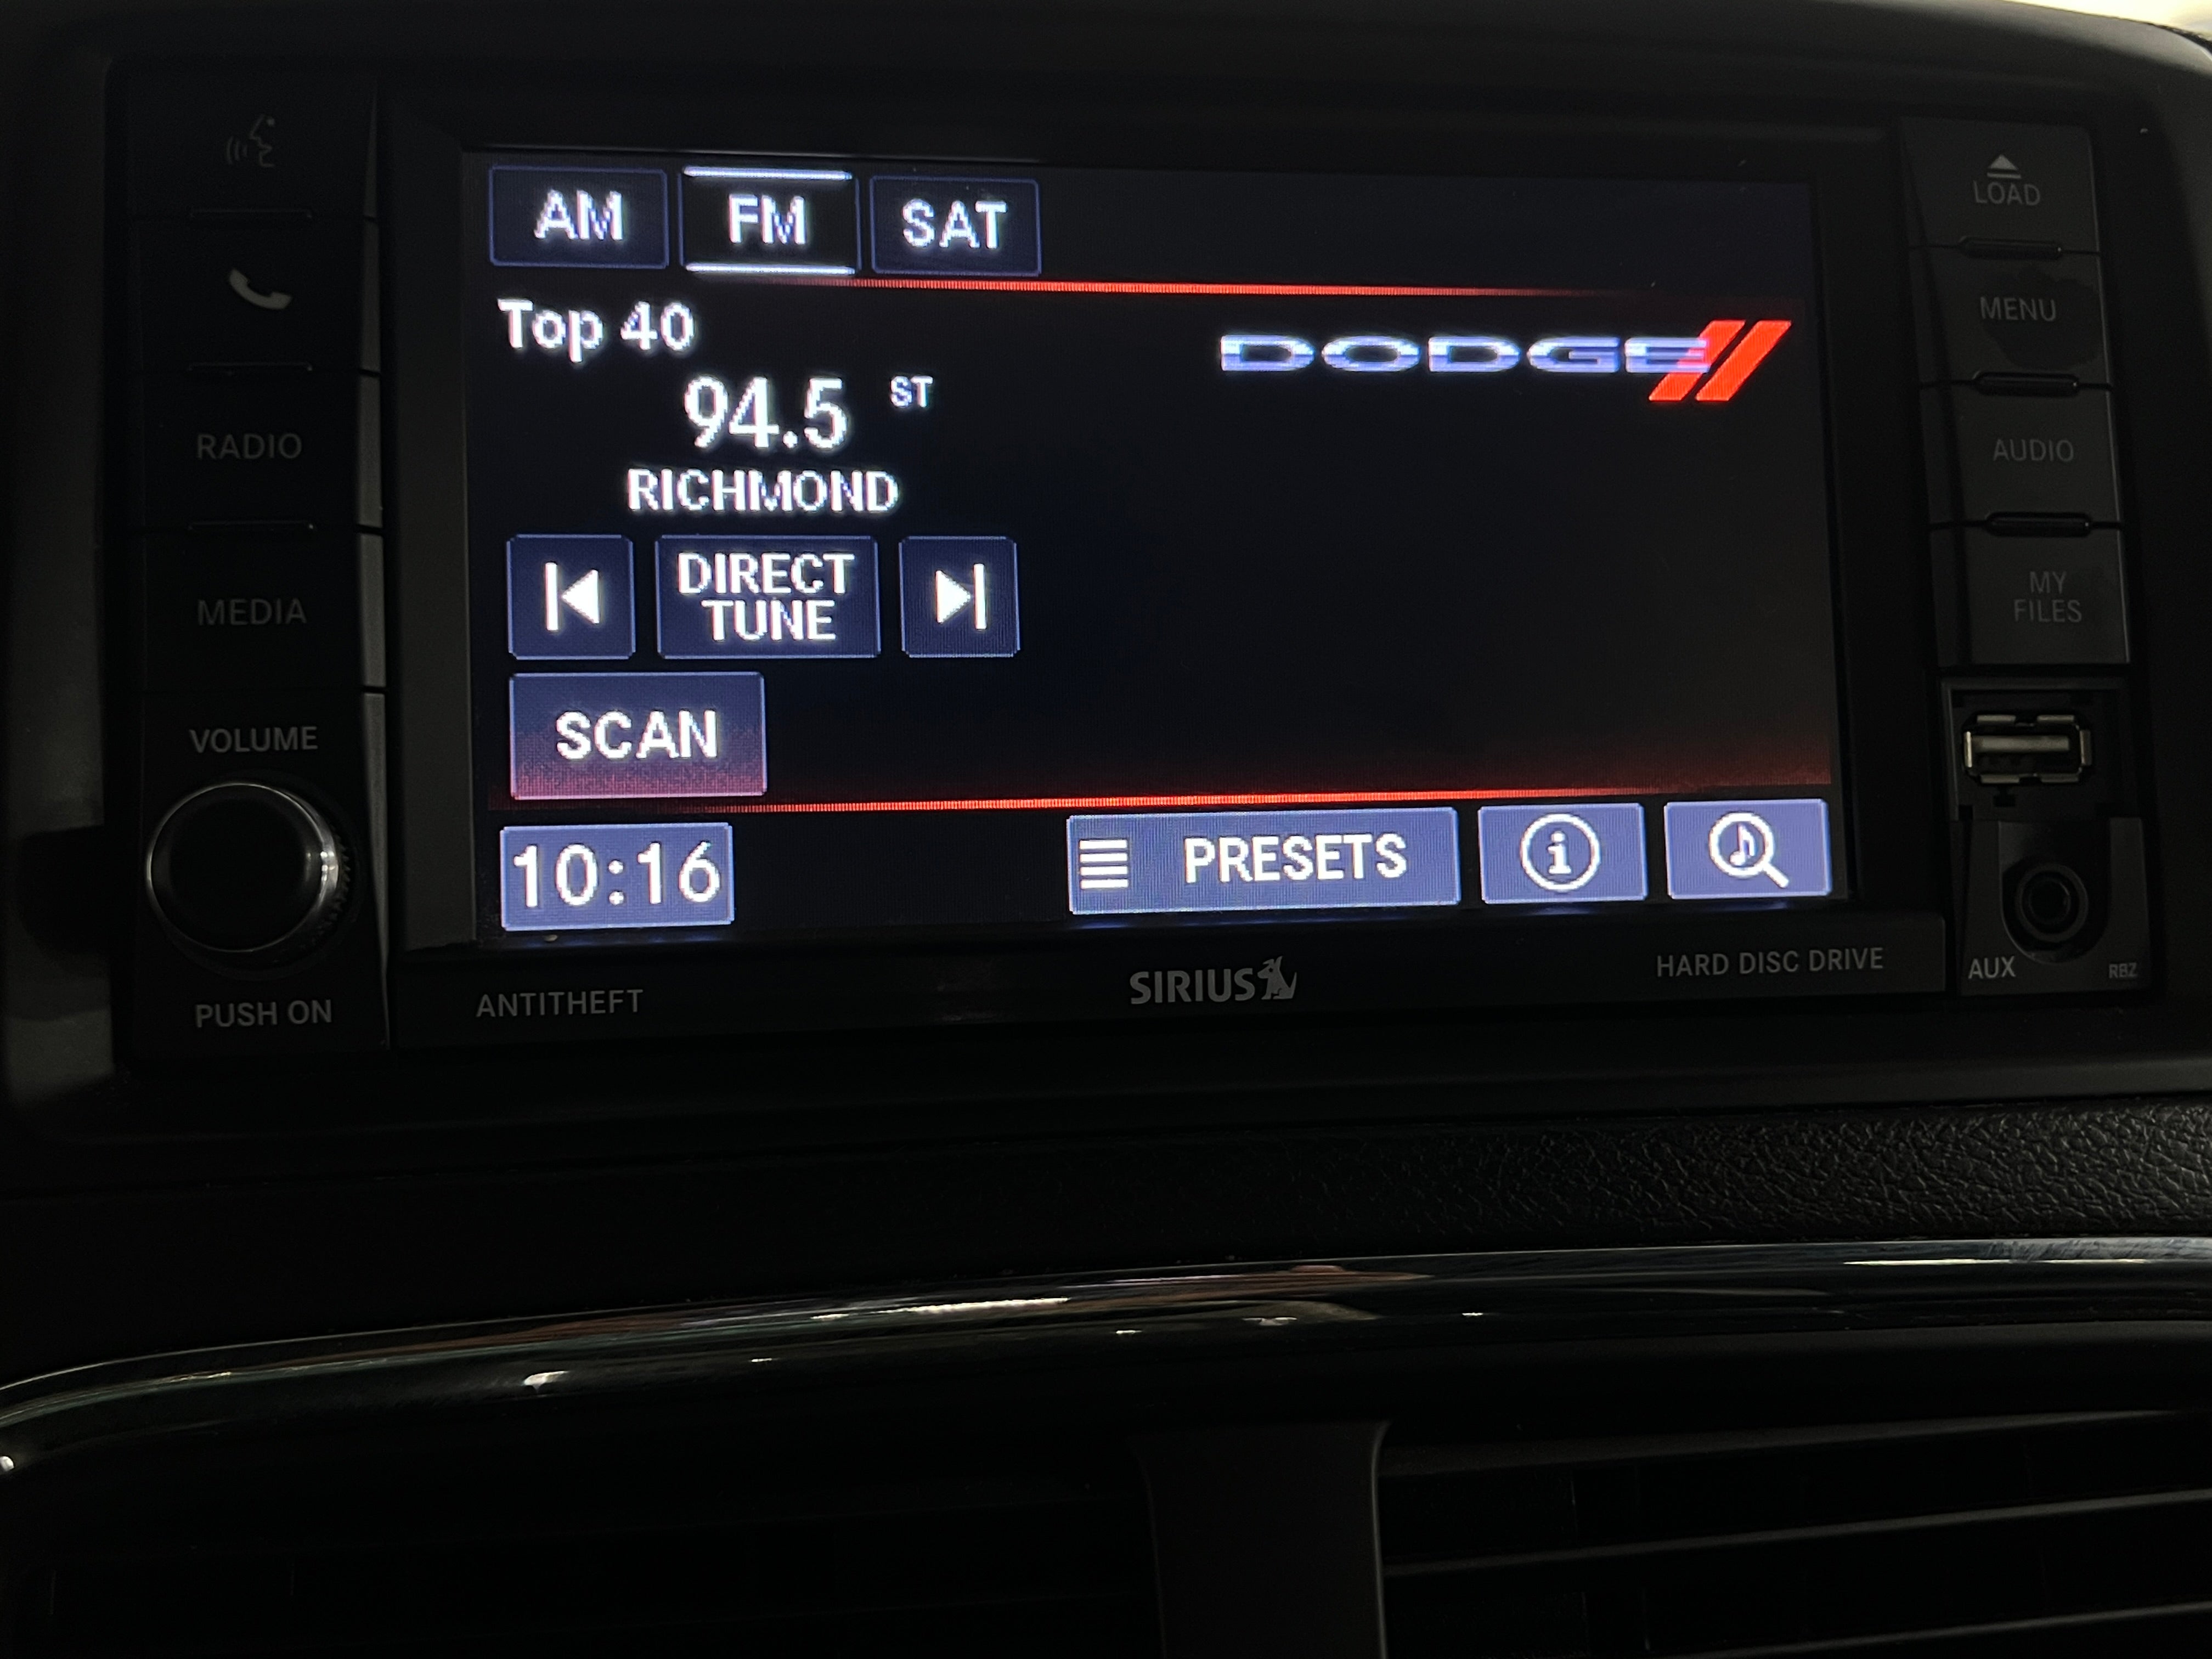 AM FM SAT
Top 40
DODGE
94.5 ST
RICHMOND
DIRECT
TUNE
SCAN
10:16 PRESETS i
RADIO
MEDIA
VOLUME
PUSH ON
LOAD
MENU
AUDIO
MY
FILES
ANTITHEFT
SIRIUS
HARD DISC DRIVE
AUX
RBZ